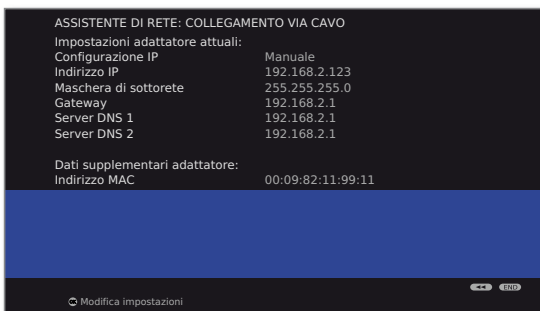 ASSISTENTE DI RETE: COLLEGAMENTO VIA CAVO
Impostazioni adattatore attuali:
Configurazione IP Manuale
Indirizzo IP 192.168.2.123
Maschera di sottorete 255.255.255.0
Gateway 192.168.2.1
Server DNS 1 192.168.2.1
Server DNS 2 192.168.2.1
Dati supplementari adattatore:
Indirizzo MAC 00:09:82:11:99:11
END
OK Modifica impostazioni